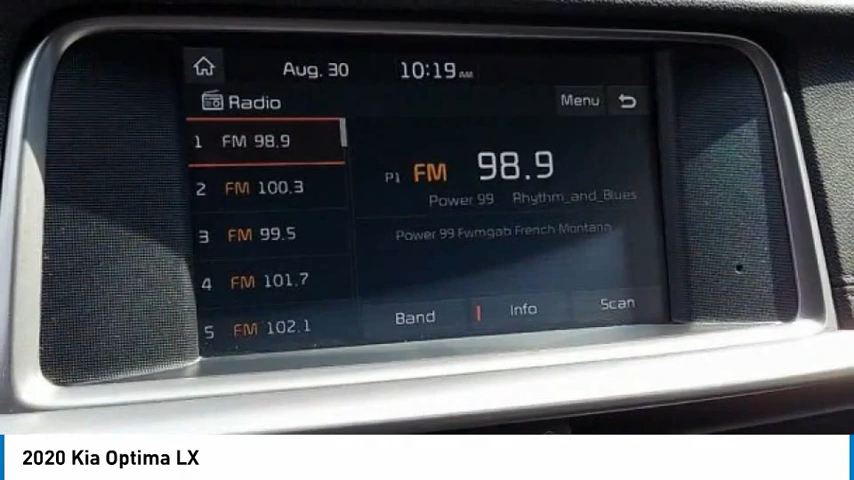 Aug. 30 10:19 AM
Radio Menu
1 FM 98.9
2 FM 100.3
3 FM 99.5
4 FM 101.7
5 FM 102.1
P1 FM 98.9
Power 99 Rhythm_and_Blues
Power 99 Fwmgab French Montana
Band Info Scan
2020 Kia Optima LX